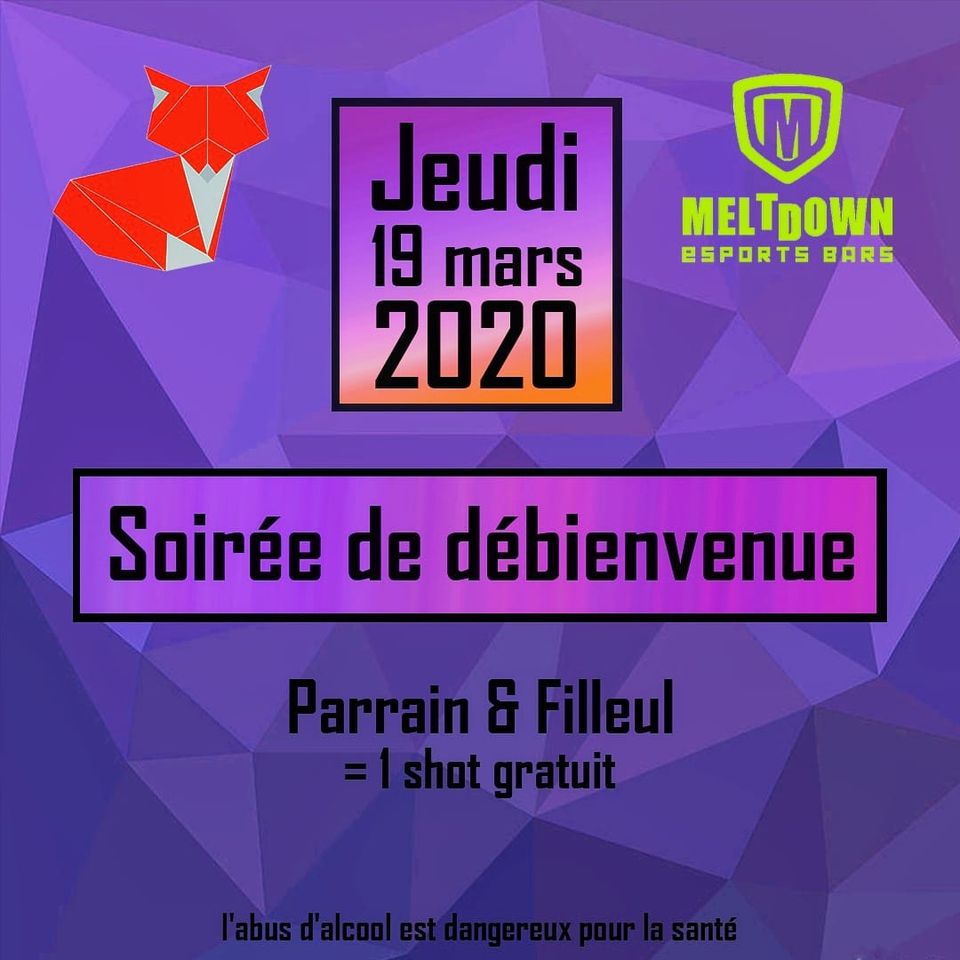 Jeudi
19 mars
2020
M
MELTDOWN
ESPORTS BARS
Soirée de débienvenue
Parrain & Filleul
= 1 shot gratuit
l'abus d'alcool est dangereux pour la santé